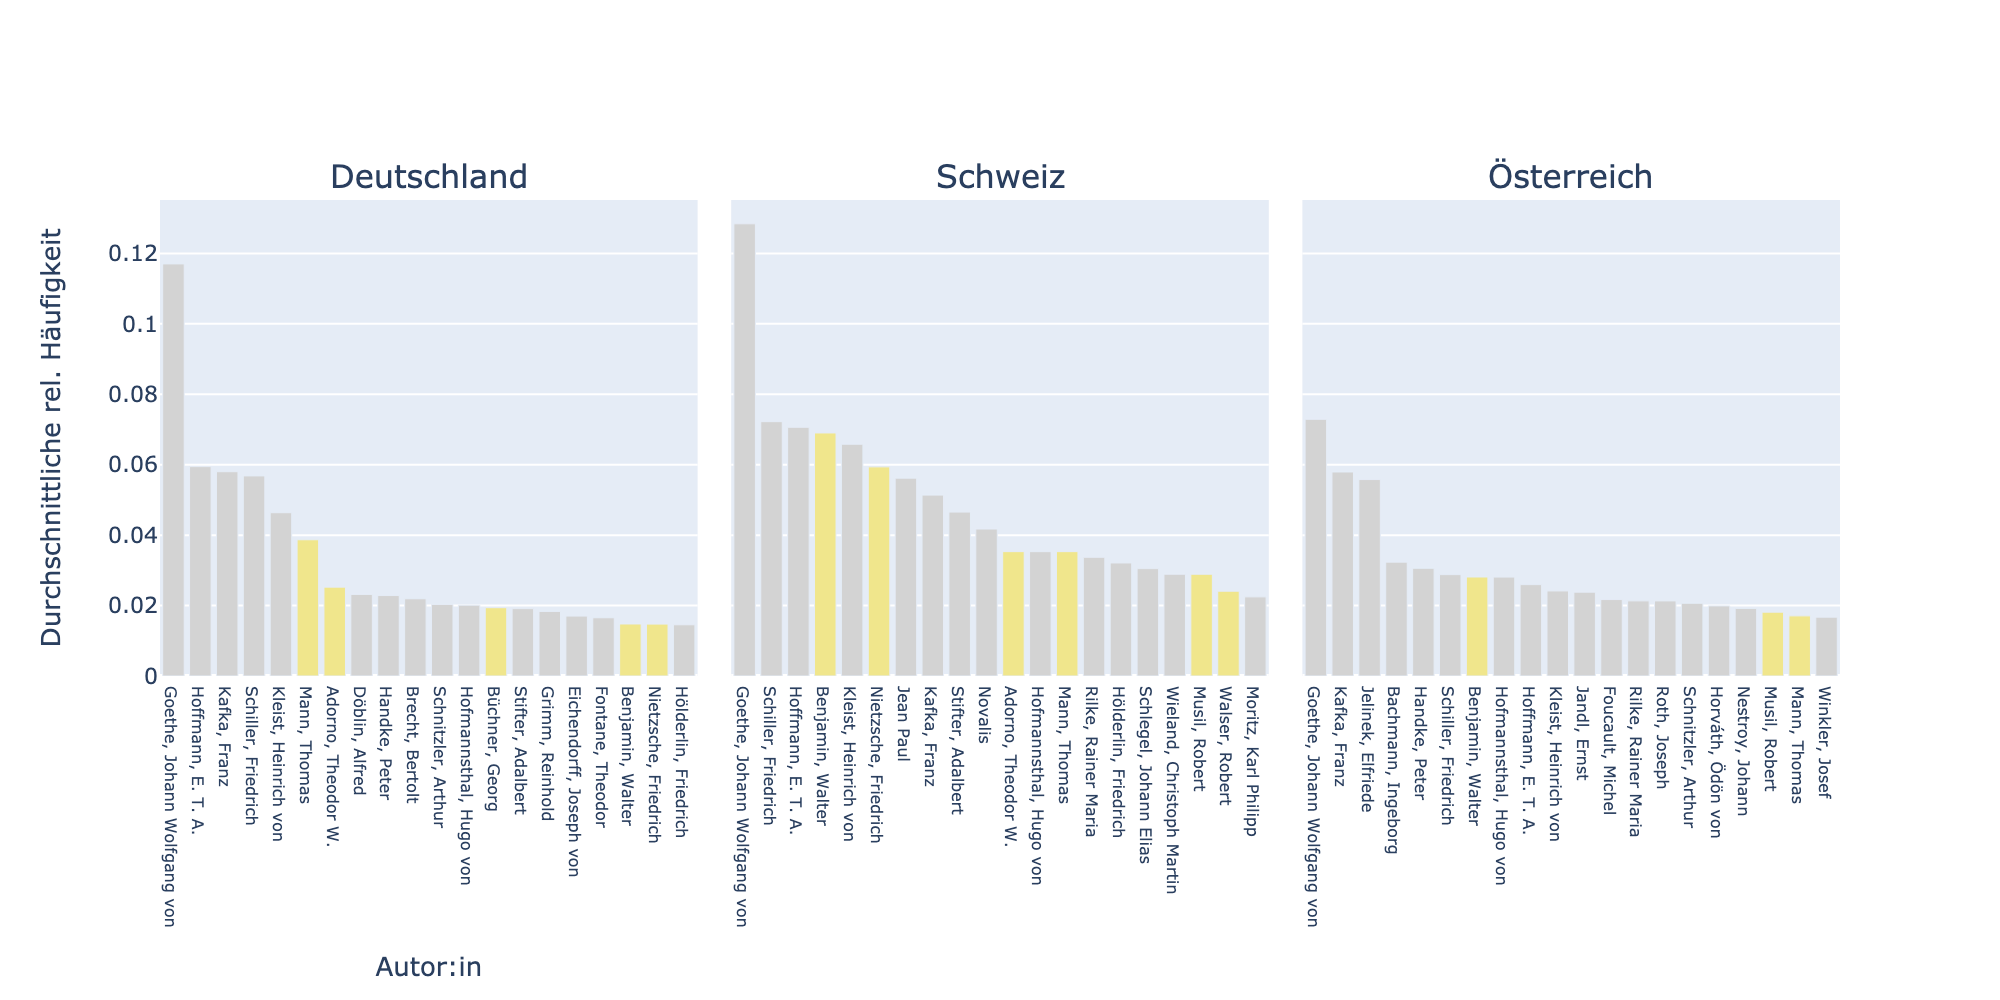 Deutschland
Schweiz
Österreich
Durchschnittliche rel. Häufigkeit
0.12
0.1
0.08
0.06
0.04
0.02
0
Goethe, Johann Wolfgang von
Hoffmann, E. T. A.
Kafka, Franz
Schiller, Friedrich
Kleist, Heinrich von
Mann, Thomas
Adorno, Theodor W.
Döblin, Alfred
Handke, Peter
Brecht, Bertolt
Schnitzler, Arthur
Hofmannsthal, Hugo von
Büchner, Georg
Stifter, Adalbert
Grimm, Reinhold
Eichendorff, Joseph von
Fontane, Theodor
Benjamin, Walter
Nietzsche, Friedrich
Hölderlin, Friedrich
Goethe, Johann Wolfgang von
Schiller, Friedrich
Hoffmann, E. T. A.
Benjamin, Walter
Kleist, Heinrich von
Nietzsche, Friedrich
Jean Paul
Kafka, Franz
Stifter, Adalbert
Novalis
Adorno, Theodor W.
Hofmannsthal, Hugo von
Mann, Thomas
Rilke, Rainer Maria
Hölderlin, Friedrich
Schlegel, Johann Elias
Wieland, Christoph Martin
Musil, Robert
Walser, Robert
Moritz, Karl Philipp
Goethe, Johann Wolfgang von
Kafka, Franz
Jelinek, Elfriede
Bachmann, Ingeborg
Handke, Peter
Schiller, Friedrich
Benjamin, Walter
Hofmannsthal, Hugo von
Hoffmann, E. T. A.
Kleist, Heinrich von
Jandl, Ernst
Foucault, Michel
Rilke, Rainer Maria
Roth, Joseph
Schnitzler, Arthur
Horváth, Ödön von
Nestroy, Johann
Musil, Robert
Mann, Thomas
Winkler, Josef
Autor:in